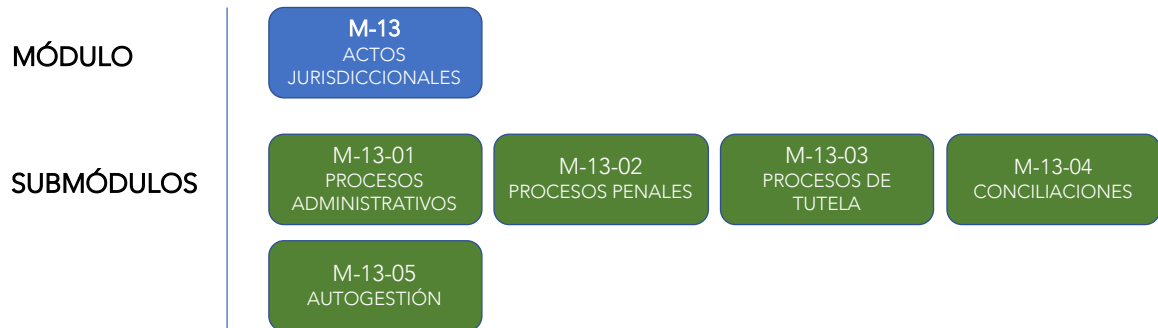 MÓDULO
M-13
ACTOS
JURISDICCIONALES
SUBMÓDULOS
M-13-01
PROCESOS
ADMINISTRATIVOS
M-13-02
PROCESOS PENALES
M-13-03
PROCESOS DE
TUTELA
M-13-04
CONCILIACIONES
M-13-05
AUTOGESTIÓN